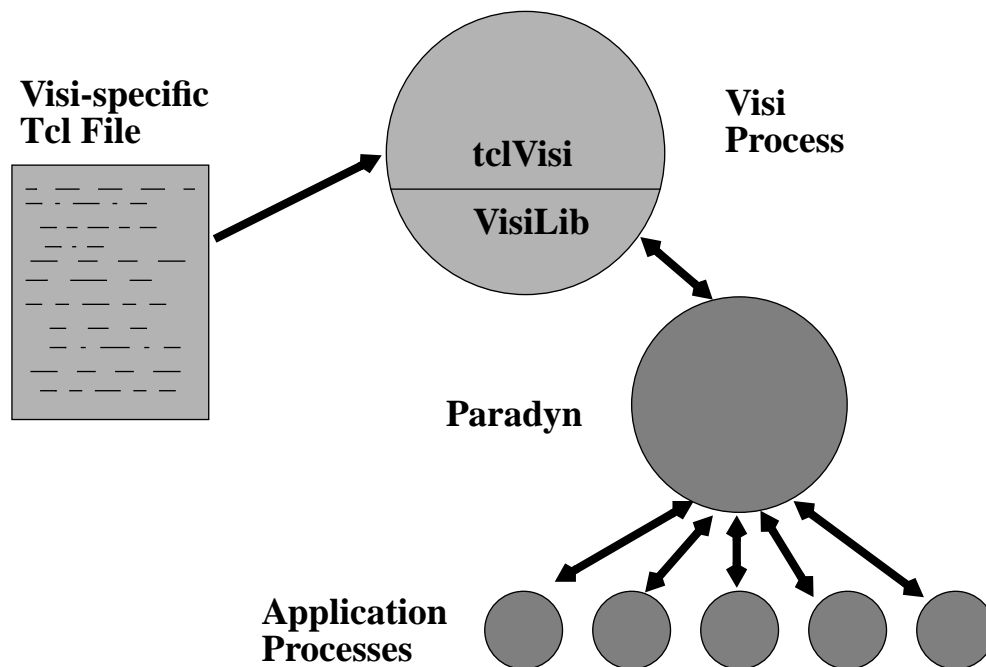 Visi-specific
Tcl File
Visi
Process
tclVisi
VisiLib
Paradyn
Application
Processes